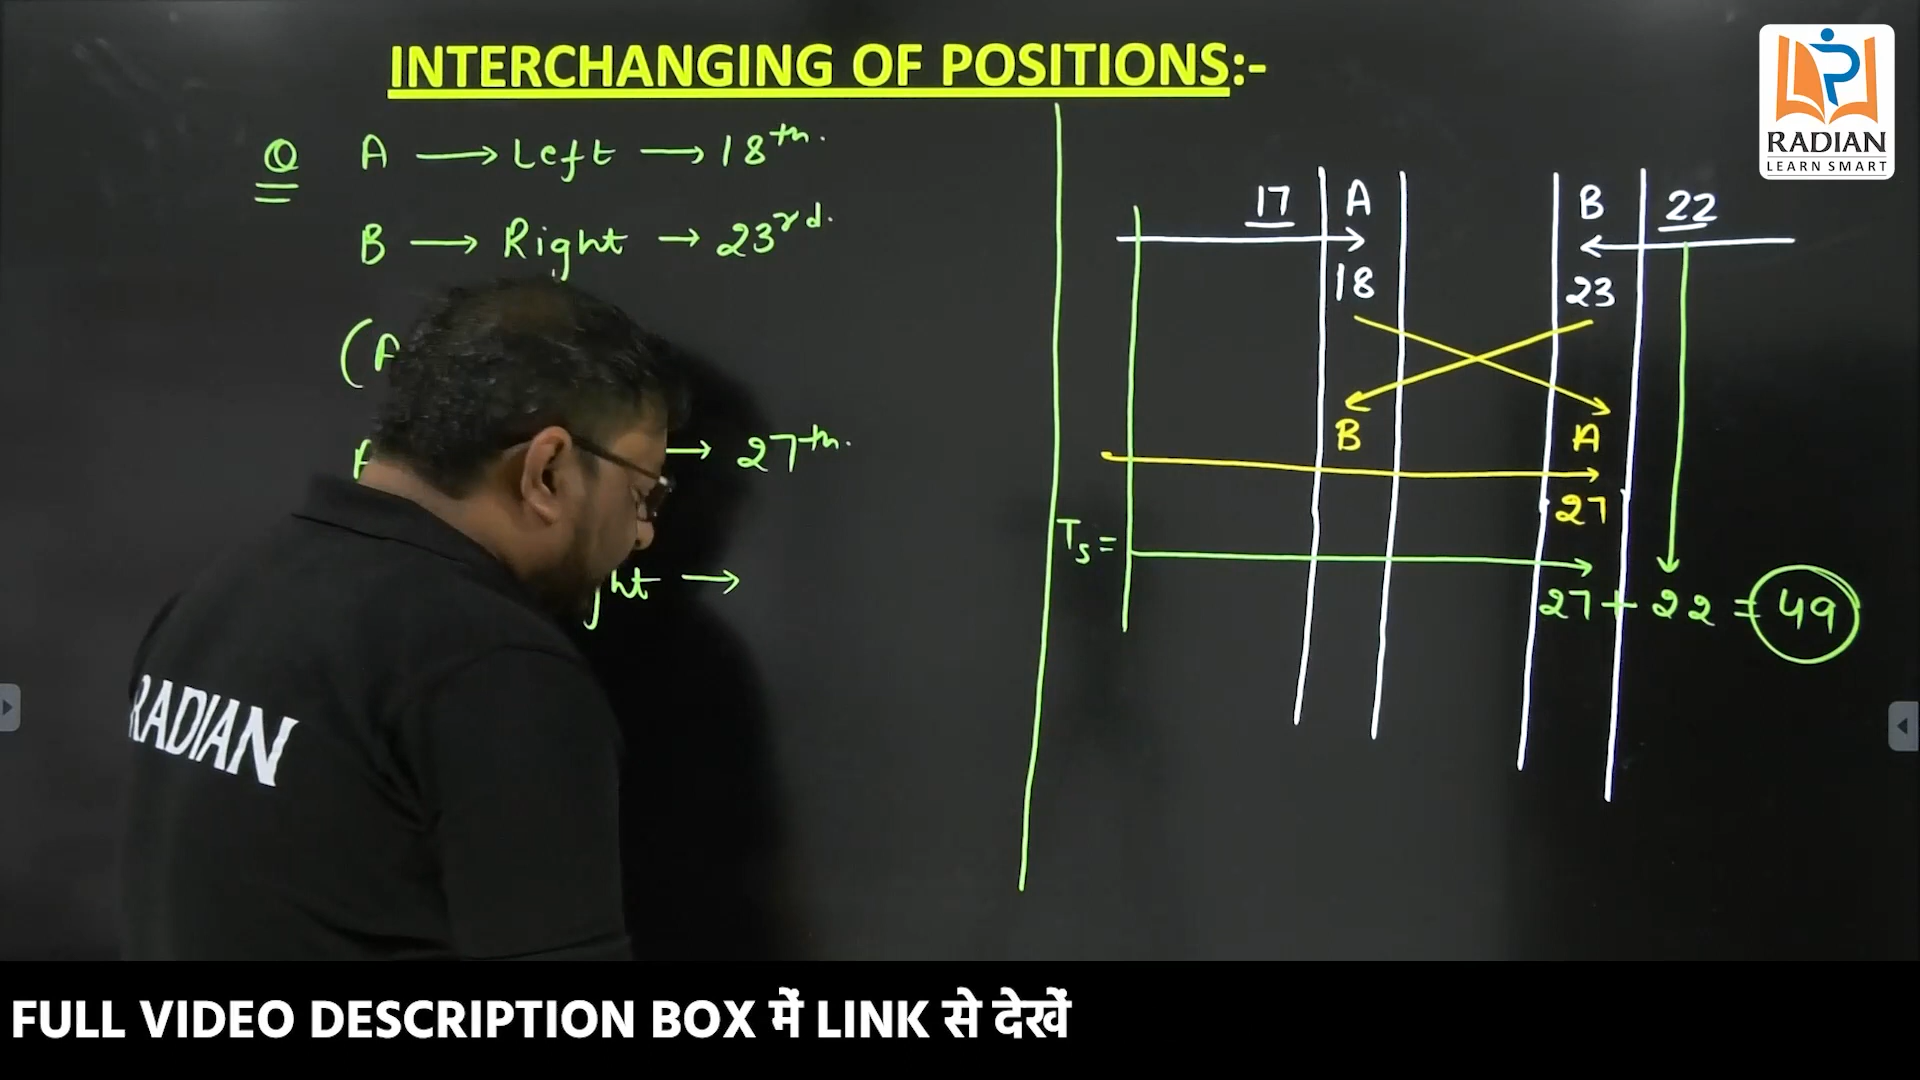 INTERCHANGING OF POSITIONS:-
RADIAN
LEARN SMART
Q A → Left → 18th.
B → Right → 23rd.
(A
→ 27th.
ht →
17 A B 22
18 23
B A
27
Ts =
27 + 22 = 49
RADIAN
FULL VIDEO DESCRIPTION BOX में LINK से देखें